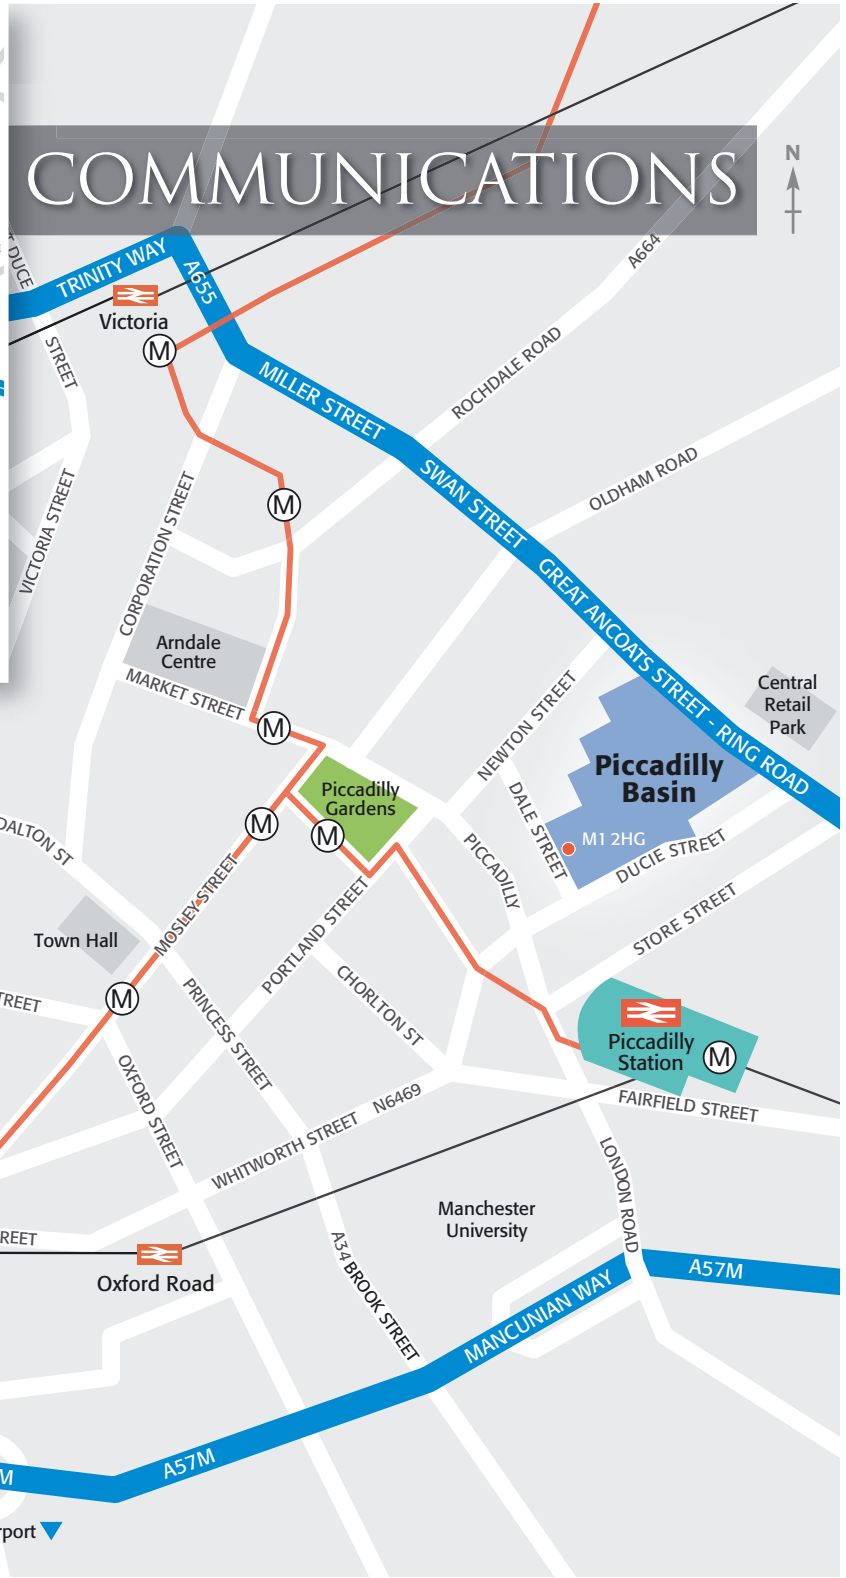 COMMUNICATIONS
N
TRINITY WAY
A655
A664
DUCE
STREET
Victoria
M
MILLER STREET
ROCHDALE ROAD
SWAN STREET
OLDHAM ROAD
VICTORIA STREET
CORPORATION STREET
M
GREAT ANCOATS STREET - RING ROAD
Arndale
Centre
MARKET STREET
M
NEWTON STREET
Central
Retail
Park
Piccadilly
Basin
Piccadilly
Gardens
M
M
DALE STREET
M1 2HG
DUCIE STREET
PICCADILLY
DALTON ST
MOSLEY STREET
Town Hall
PORTLAND STREET
STORE STREET
M
CHORLTON ST
PRINCESS STREET
Piccadilly
Station
M
OXFORD STREET
WHITWORTH STREET N6469
FAIRFIELD STREET
LONDON ROAD
Manchester
University
REET
Oxford Road
A34 BROOK STREET
MANCUNIAN WAY
A57M
A57M
M
rport